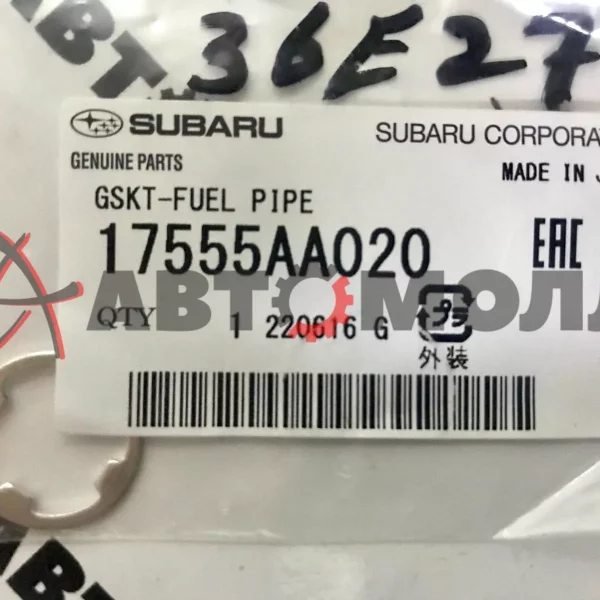 36E27
SUBARU SUBARU CORPORA
GENUINE PARTS MADE IN J
GSKT-FUEL PIPE
17555AA020 EAC
АВТОМОЛЛ
QTY 1 220616 G プラ
外装